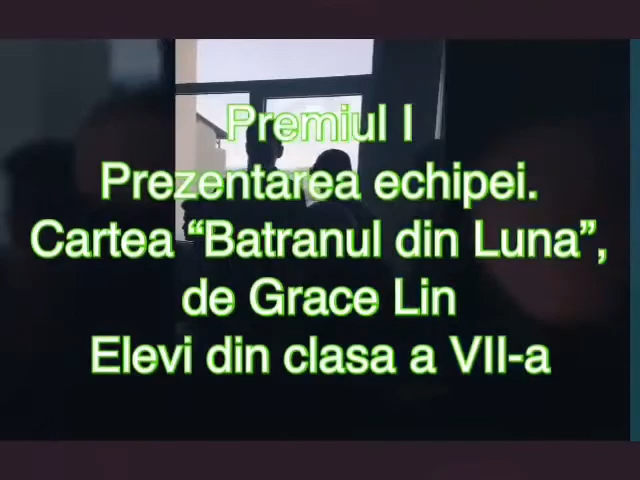 Premiul I
Prezentarea echipei.
Cartea “Batranul din Luna”,
de Grace Lin
Elevi din clasa a VII-a